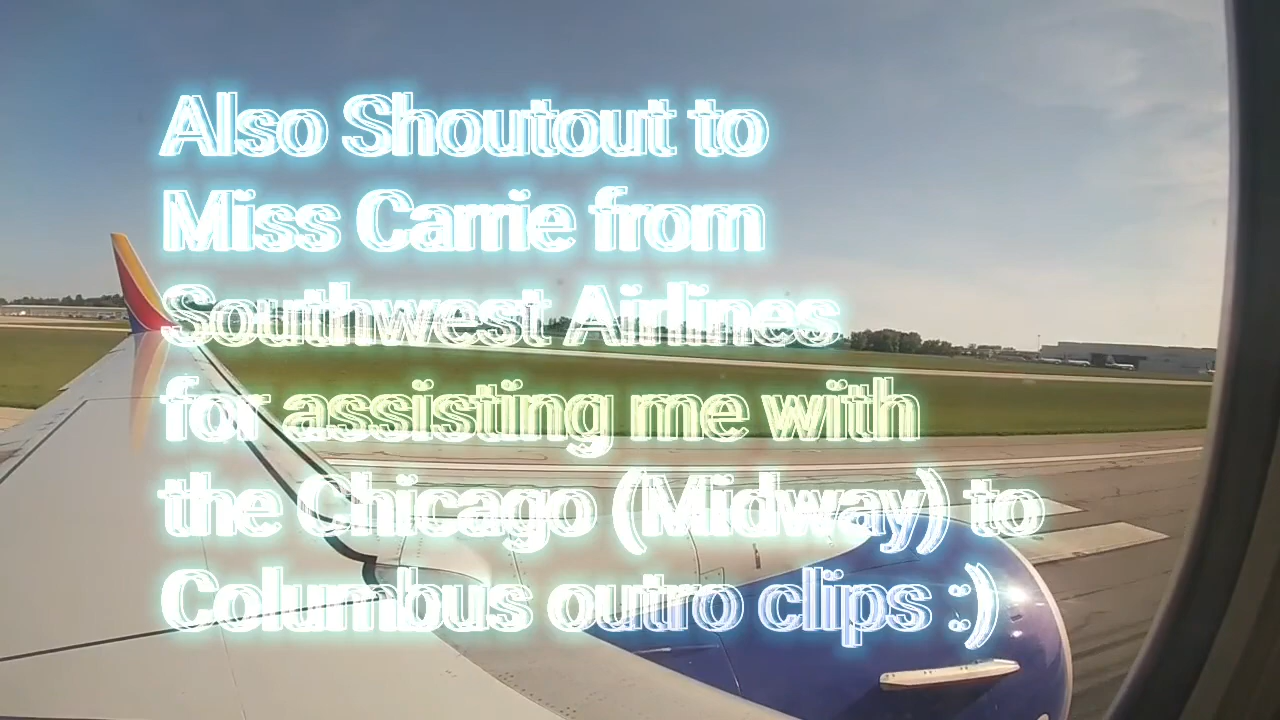 Also Shoutout to
Miss Carrie from
Southwest Airlines
for assisting me with
the Chicago (Midway) to
Columbus outro clips :)